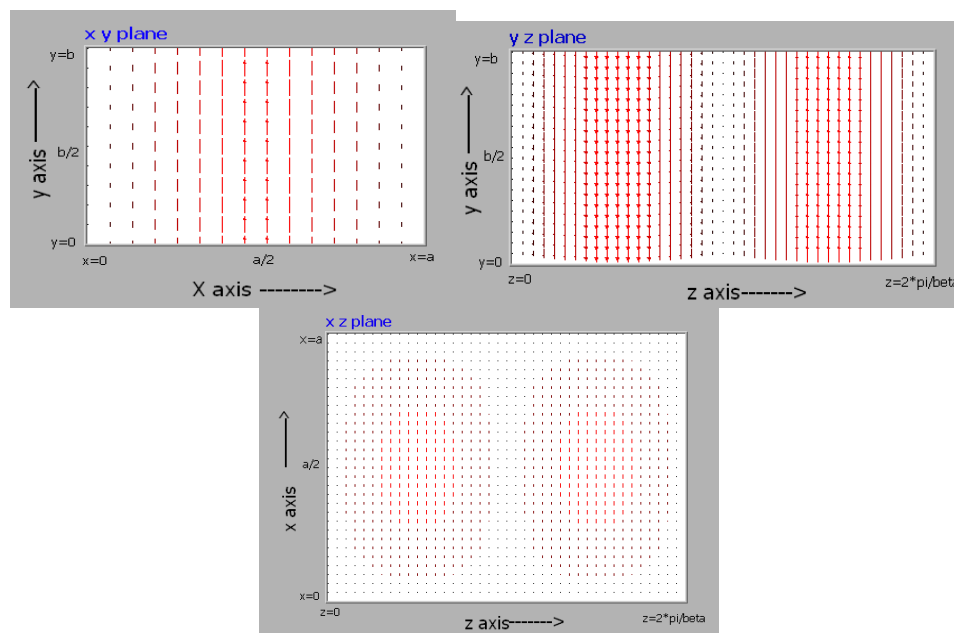 x y plane
y=b
b/2
y=0
y axis ——>
x=0
a/2
x=a
X axis -------->
y z plane
y=b
b/2
y=0
y axis ——>
z=0
z=2*pi/beta
z axis------->
x z plane
x=a
a/2
x=0
x axis ——>
z=0
z=2*pi/beta
z axis------->